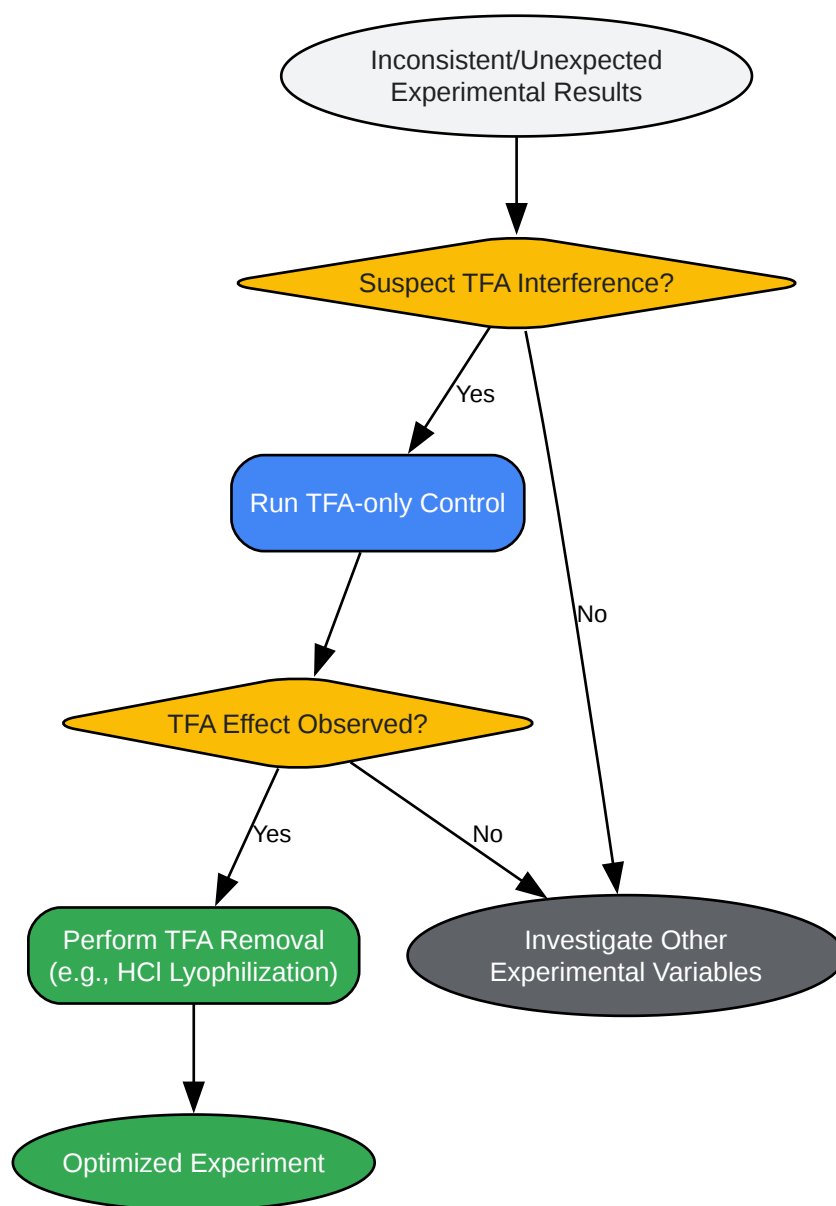 Inconsistent/Unexpected
Experimental Results
Suspect TFA Interference?
Yes
Run TFA-only Control
No
TFA Effect Observed?
Yes
No
Perform TFA Removal
(e.g., HCl Lyophilization)
Investigate Other
Experimental Variables
Optimized Experiment